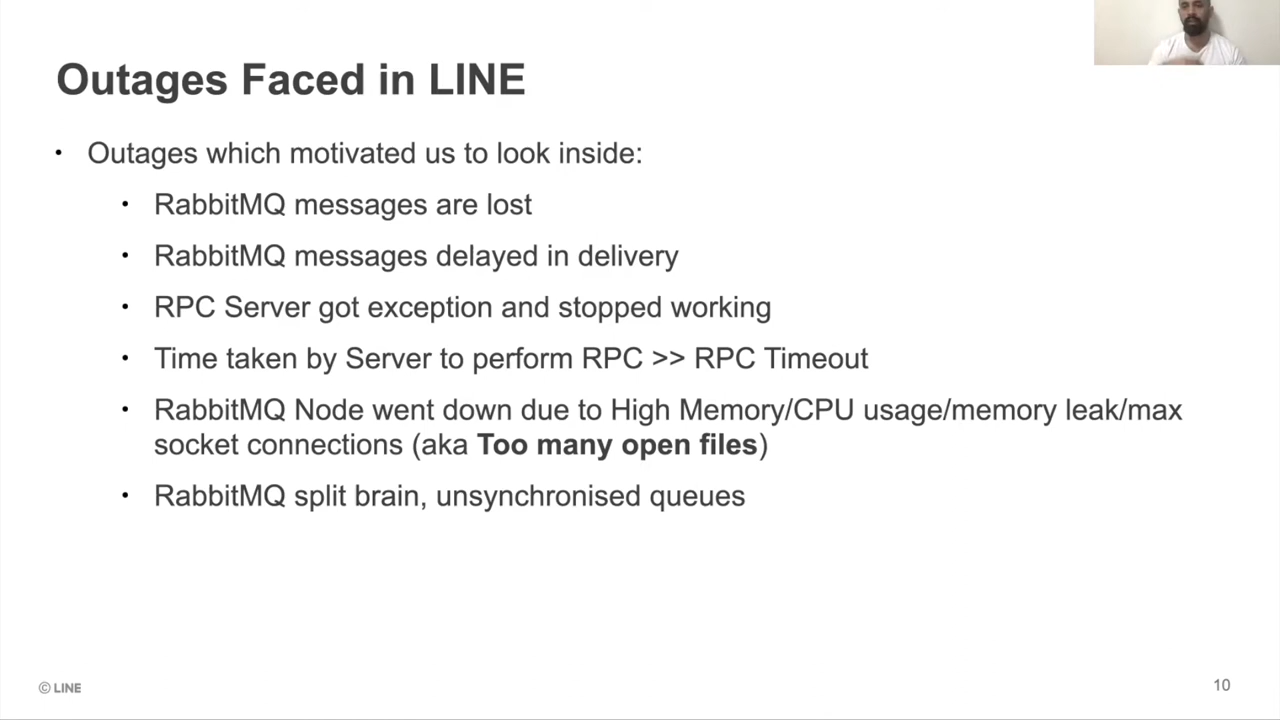 Outages Faced in LINE
• Outages which motivated us to look inside:
• RabbitMQ messages are lost
• RabbitMQ messages delayed in delivery
• RPC Server got exception and stopped working
• Time taken by Server to perform RPC >> RPC Timeout
• RabbitMQ Node went down due to High Memory/CPU usage/memory leak/max
socket connections (aka Too many open files)
• RabbitMQ split brain, unsynchronised queues
© LINE
10